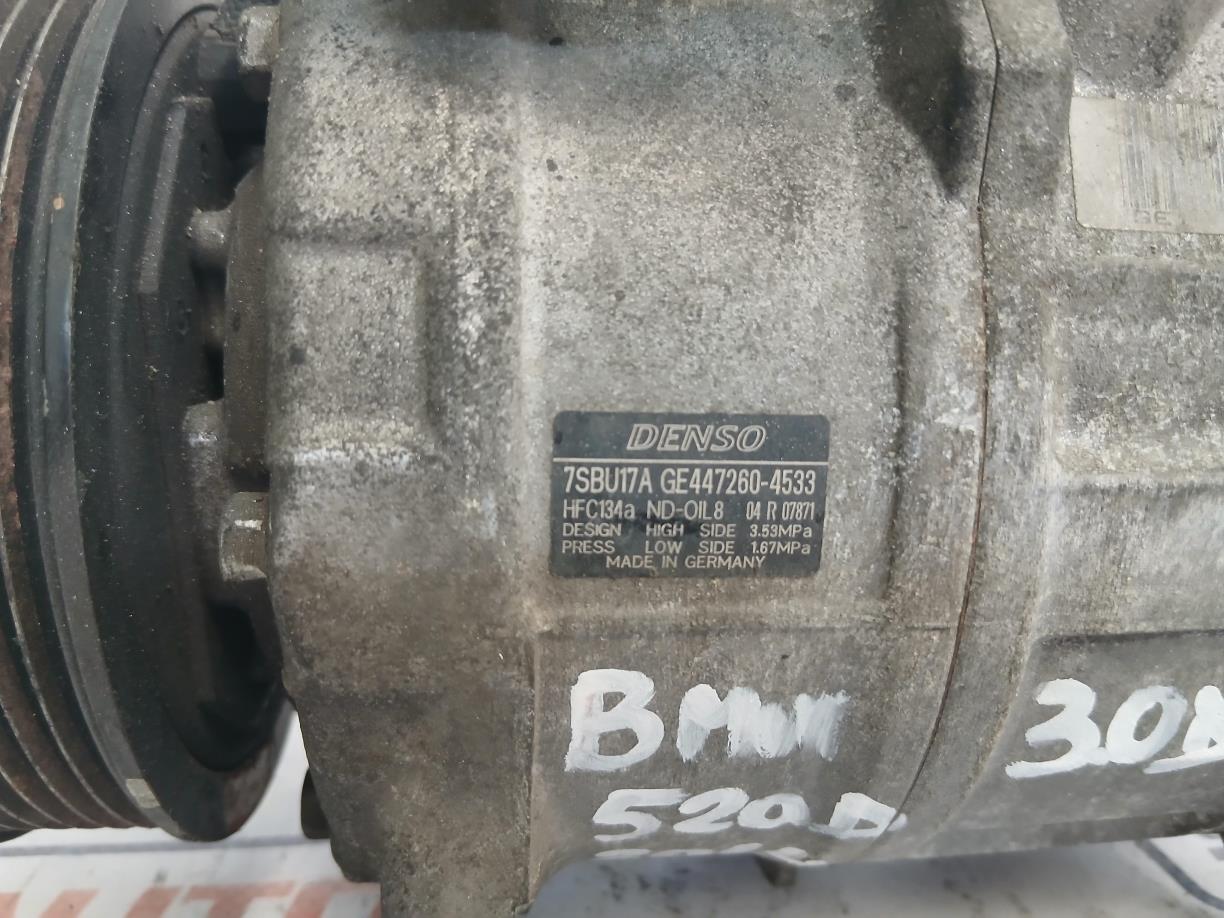 GE
DENSO
7SBU17A GE447260-4533
HFC134a ND-OIL8 04 R 07871
DESIGN HIGH SIDE 3.53MPa
PRESS LOW SIDE 1.67MPa
MADE IN GERMANY
BMW
520D